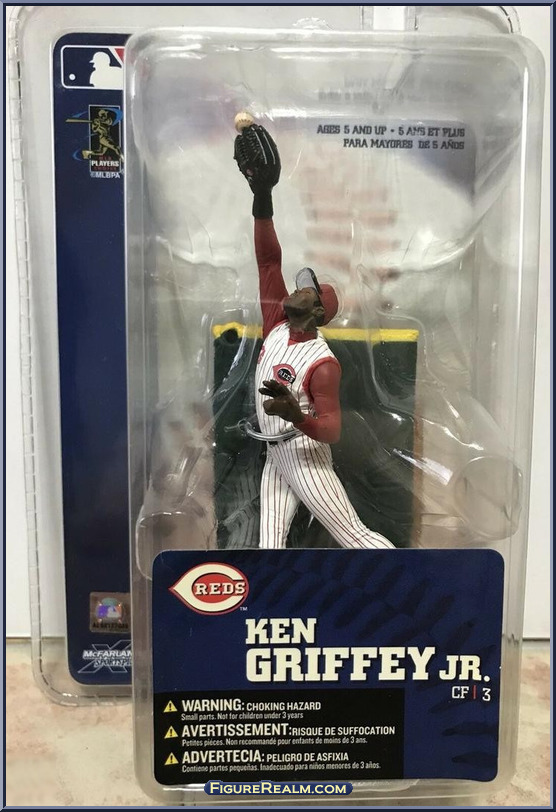 PLAYERS
MLBPA
AGES 5 AND UP • 5 ANS ET PLUS
PARA MAYORES DE 5 AÑOS
REDS
REDS
TM
KEN
GRIFFEY JR.
CF | 3
McFARLANE
WARNING: CHOKING HAZARD
Small parts. Not for children under 3 years
AVERTISSEMENT: RISQUE DE SUFFOCATION
Petites pièces. Non recommandé pour enfants de moins de 3 ans.
ADVERTECIA: PELIGRO DE ASFIXIA
Contiene partes pequeñas. Inadecuado para niños menores de 3 años.
FIGUREREALM.COM